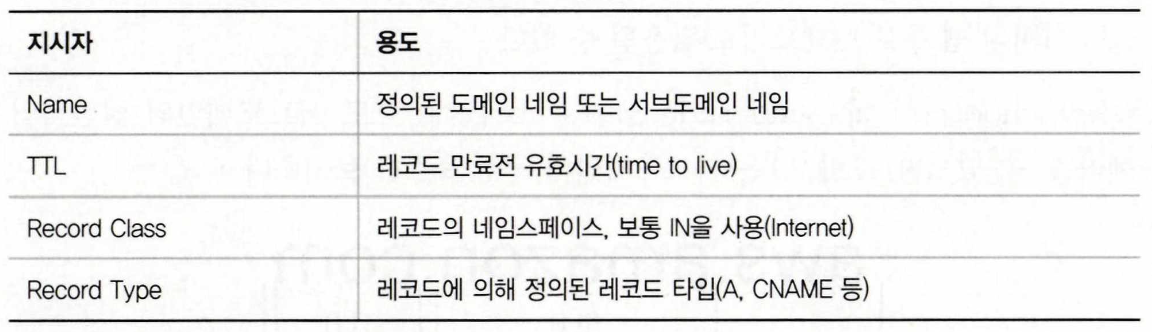 지시자 용도
Name 정의된 도메인 네임 또는 서브도메인 네임
TTL 레코드 만료전 유효시간(time to live)
Record Class 레코드의 네임스페이스, 보통 IN을 사용(Internet)
Record Type 레코드에 의해 정의된 레코드 타입(A, CNAME 등)